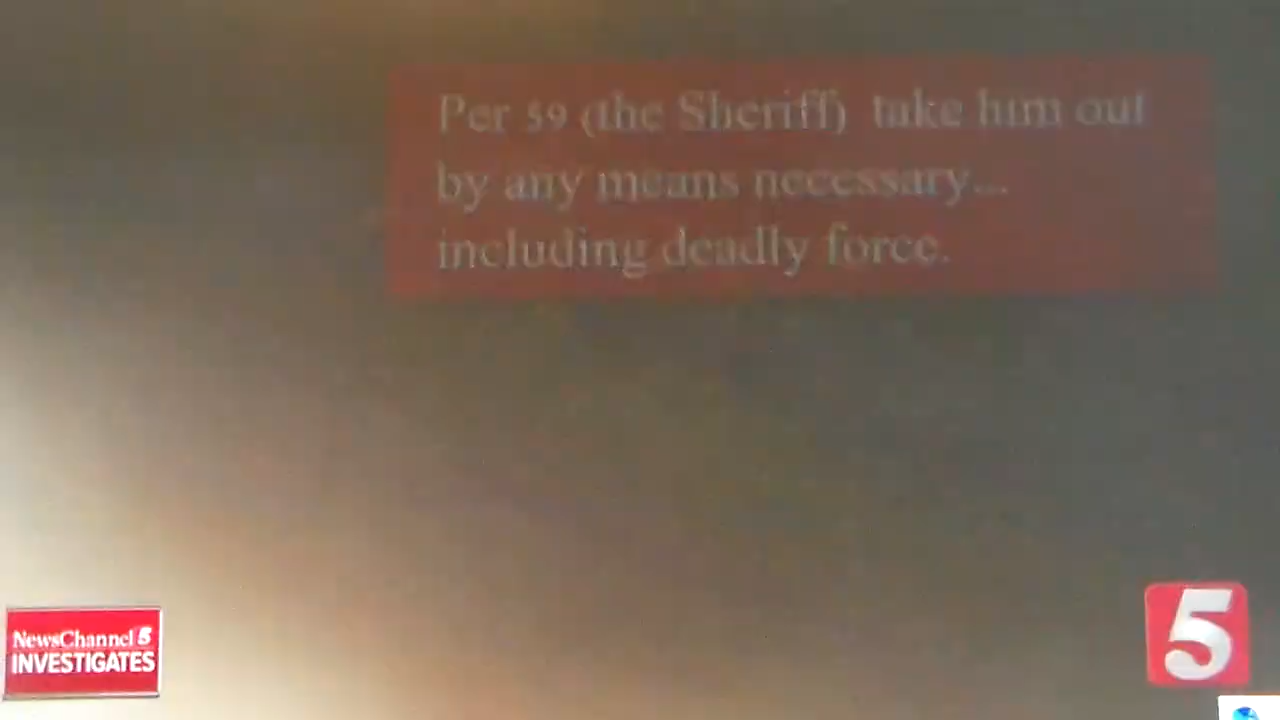 Per 59 (the Sheriff) take him out
by any means necessary...
including deadly force.
NewsChannel 5
INVESTIGATES
5